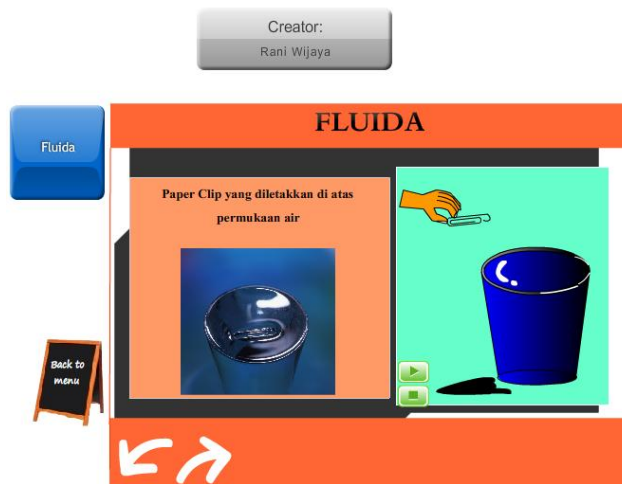 Creator:
Rani Wijaya
Fluida
FLUIDA
Paper Clip yang diletakkan di atas
permukaan air
Back to
menu